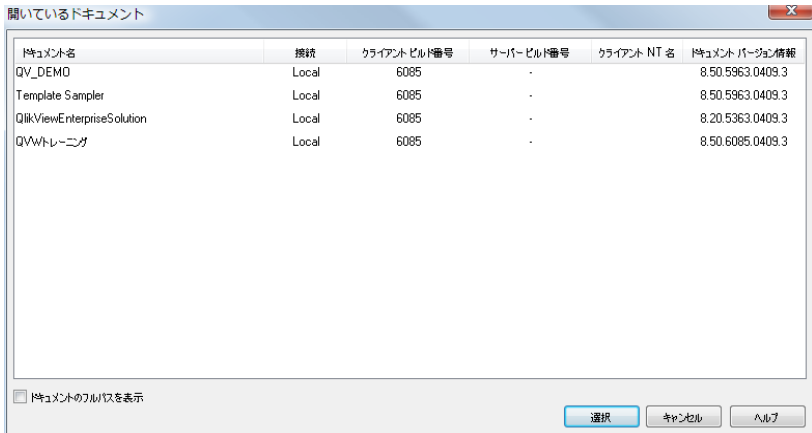 開いているドキュメント
ドキュメント名 接続 クライアント ビルド番号 サーバー ビルド番号 クライアント NT 名 ドキュメント バージョン情報
QV_DEMO Local 6085 - 8.50.5963.0409.3
Template Sampler Local 6085 - 8.50.5963.0409.3
QlikViewEnterpriseSolution Local 6085 - 8.20.5363.0409.3
QVWトレーニング Local 6085 - 8.50.6085.0409.3
ドキュメントのフルパスを表示
選択 キャンセル ヘルプ